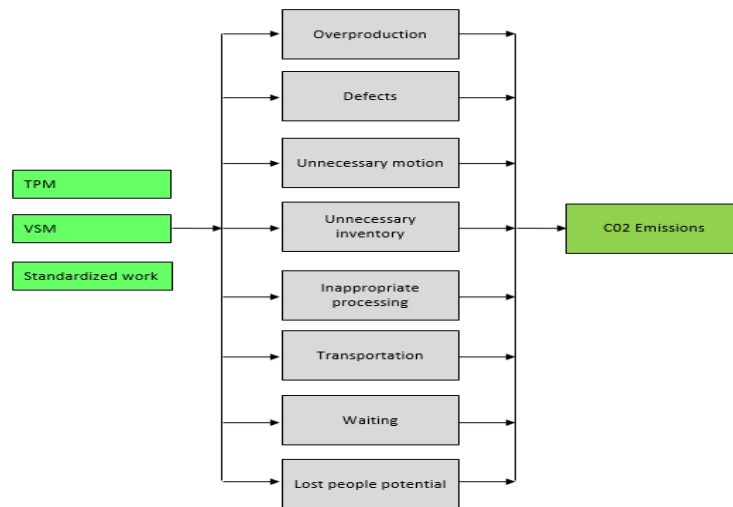 TPM
VSM
Standardized work
Overproduction
Defects
Unnecessary motion
Unnecessary
inventory
Inappropriate
processing
Transportation
Waiting
Lost people potential
C02 Emissions